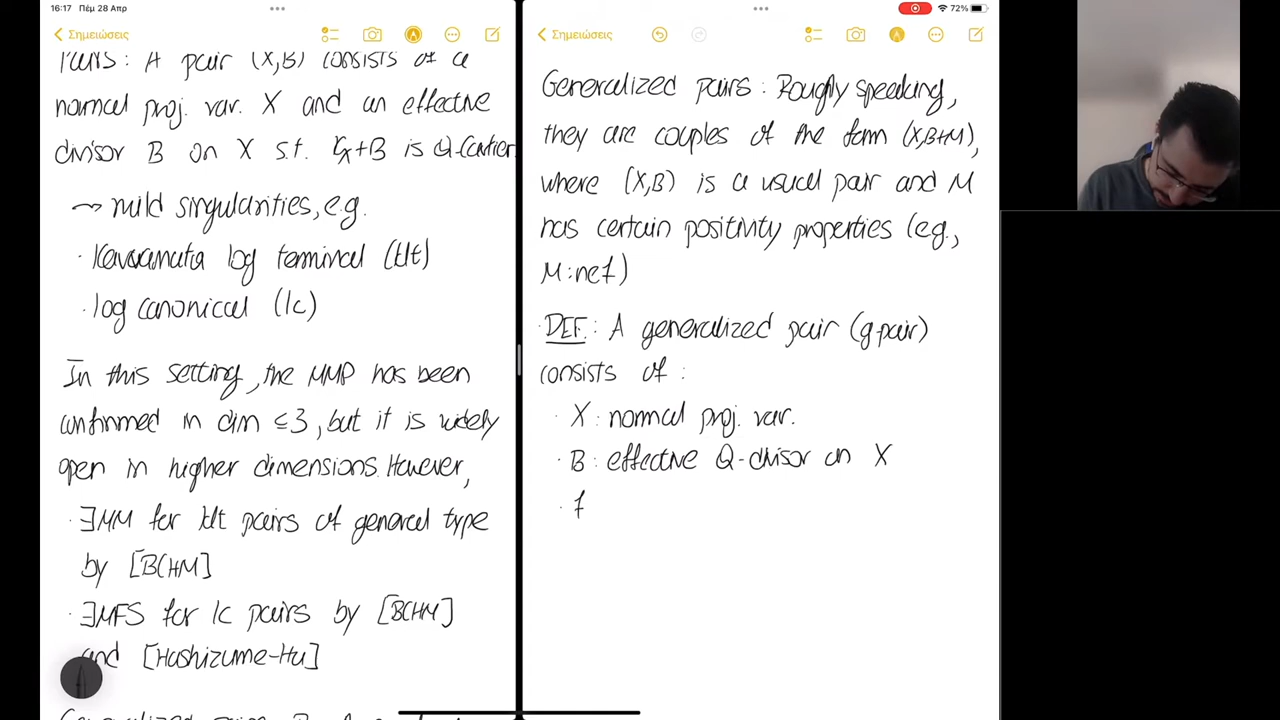 16:17 Πέμ 28 Απρ
72%
Σημειώσεις
Pairs: A pair (X,B) consists of a
normal proj. var. X and an effective
divisor B on X s.t. Kx+B is Q-Cartier.
~> mild singularities, e.g.
· Kawamata log terminal (klt)
· log canonical (lc)
In this setting, the MMP has been
confirmed in dim ≤3, but it is widely
open in higher dimensions. However,
· ∃MM for klt pairs of general type
by [BCHM]
· ∃MFS for lc pairs by [BCHM]
and [Hashizume-Hu]
Σημειώσεις
Generalized pairs: Roughly speaking,
they are couples of the form (X,B+M),
where (X,B) is a usual pair and M
has certain positivity properties (e.g.,
M:nef)
· DEF: A generalized pair (g-pair)
consists of :
· X: normal proj. var.
· B: effective Q-divisor on X
· f